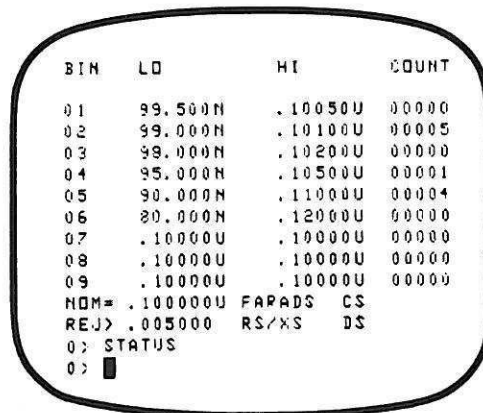 BIN LO HI COUNT
01 99.500N .10050U 00000
02 99.000N .10100U 00005
03 98.000N .10200U 00000
04 95.000N .10500U 00001
05 90.000N .11000U 00004
06 80.000N .12000U 00000
07 .10000U .10000U 00000
08 .10000U .10000U 00000
09 .10000U .10000U 00000
NOM= .100000U FARADS CS
REJ> .005000 RS/XS DS
0> STATUS
0>